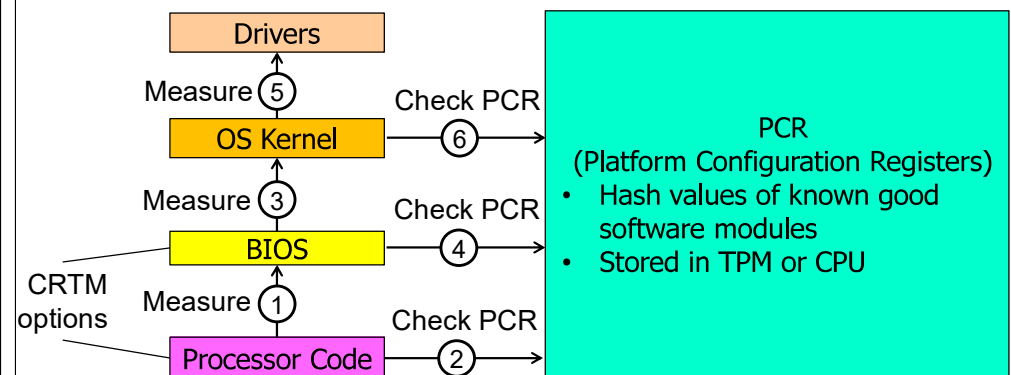 Drivers
Measure 5
Check PCR
OS Kernel
6
Measure 3
Check PCR
BIOS
4
CRTM
options
Measure 1
Check PCR
Processor Code
2
PCR
(Platform Configuration Registers)
• Hash values of known good
software modules
• Stored in TPM or CPU